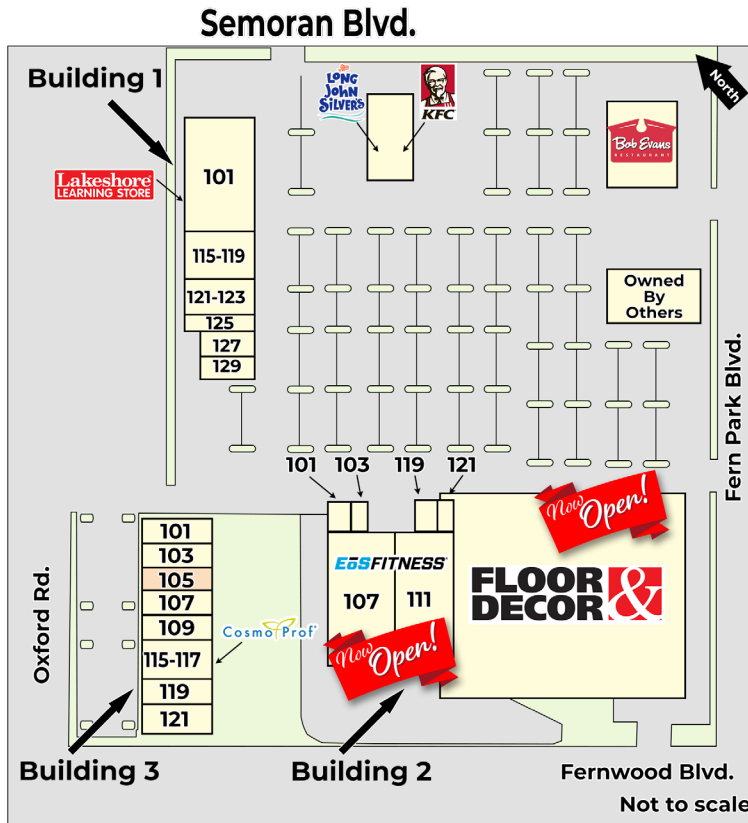 Semoran Blvd.
North
Building 1
LONG
JOHN
SILVER'S
KFC
Bob Evans
RESTAURANT
Lakeshore
LEARNING STORE
101
115-119
121-123
125
127
129
Owned
By
Others
Fern Park Blvd.
101
103
119
121
Now Open!
EōSFITNESS
107
111
FLOOR
&
DECOR
Now Open!
Oxford Rd.
101
103
105
107
109
115-117
119
121
CosmoProf
Building 3
Building 2
Fernwood Blvd.
Not to scale